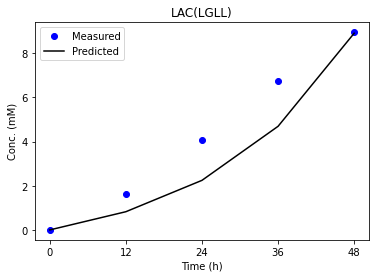 LAC(LGLL)
Measured
Predicted
Conc. (mM)
8
6
4
2
0
0 12 24 36 48
Time (h)